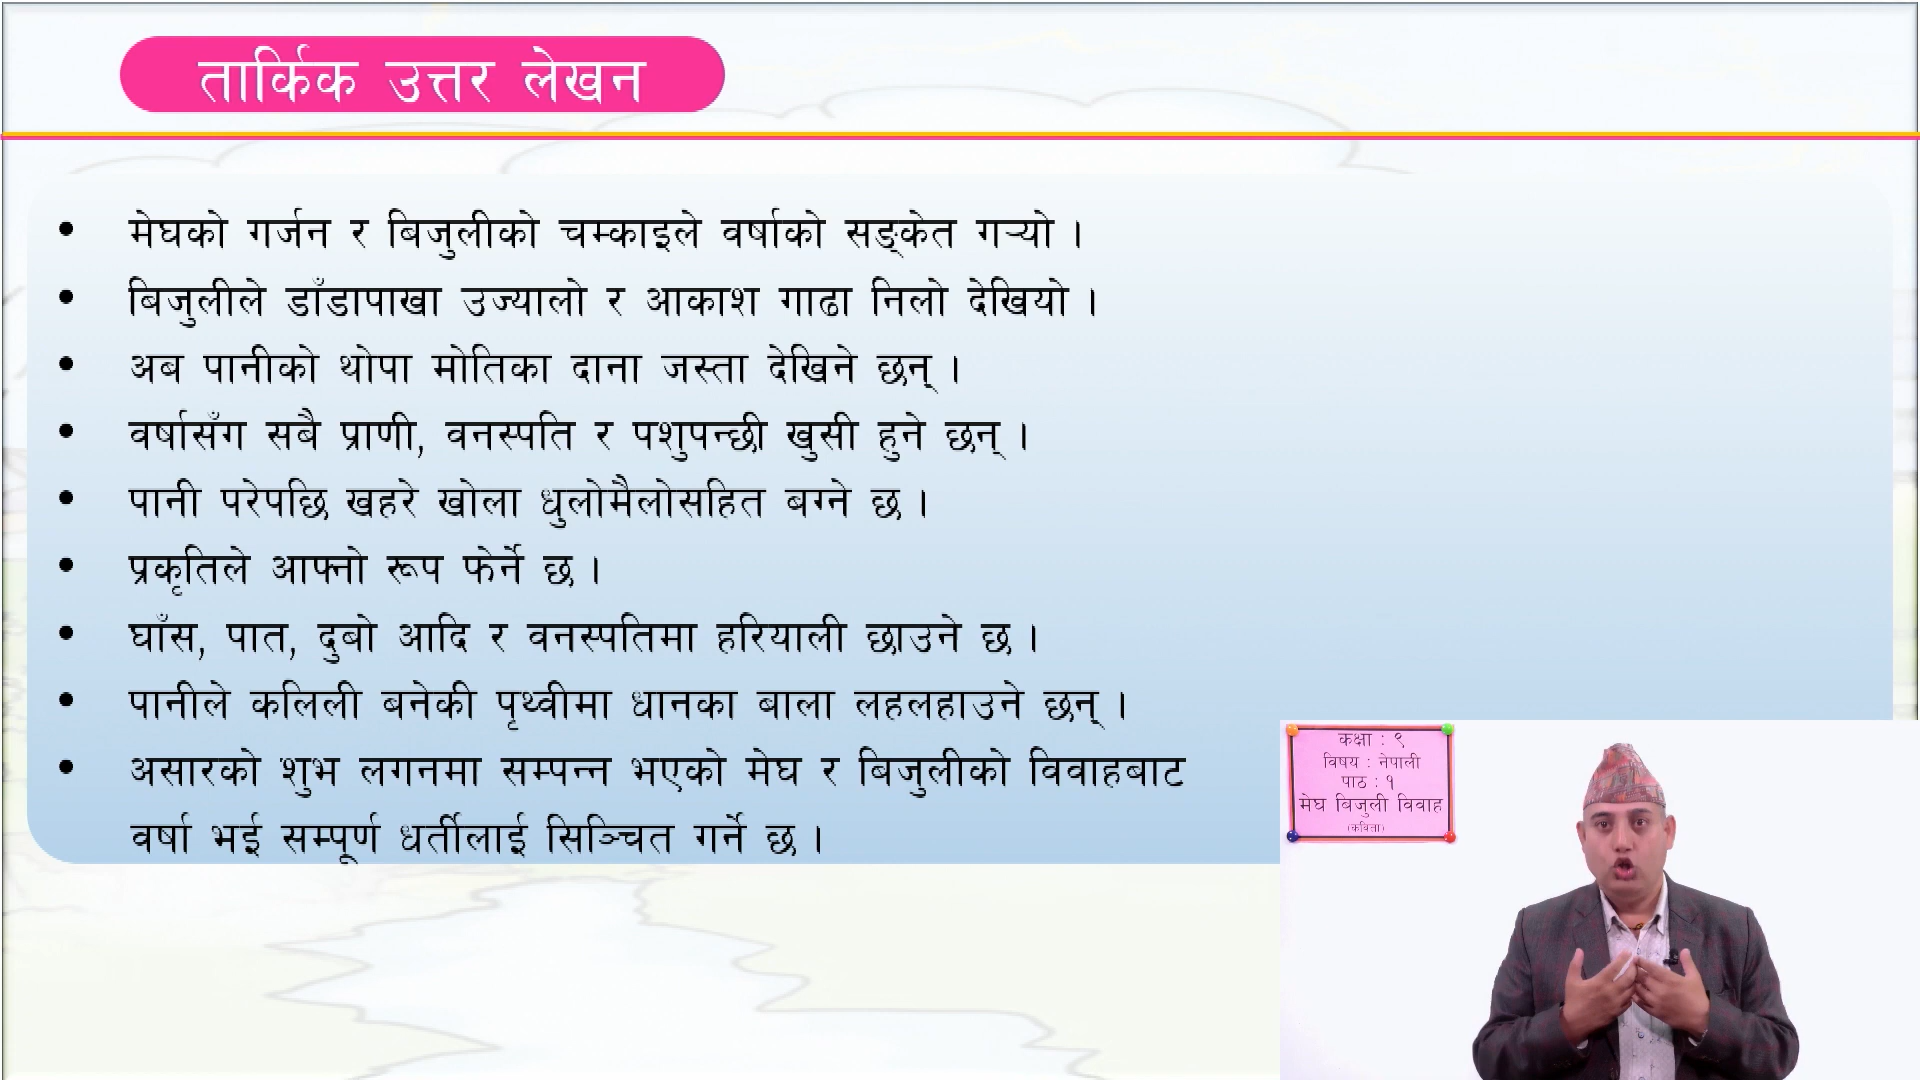 तार्किक उत्तर लेखन
• मेघको गर्जन र बिजुलीको चम्काइले वर्षाको सङ्केत गऱ्यो ।
• बिजुलीले डाँडापाखा उज्यालो र आकाश गाढा निलो देखियो ।
• अब पानीको थोपा मोतिका दाना जस्ता देखिने छन् ।
• वर्षासँग सबै प्राणी, वनस्पति र पशुपन्छी खुसी हुने छन् ।
• पानी परेपछि खहरे खोला धुलोमैलोसहित बग्ने छ ।
• प्रकृतिले आफ्नो रूप फेर्ने छ ।
• घाँस, पात, दुबो आदि र वनस्पतिमा हरियाली छाउने छ ।
• पानीले कलिली बनेकी पृथ्वीमा धानका बाला लहलहाउने छन् ।
• असारको शुभ लगनमा सम्पन्न भएको मेघ र बिजुलीको विवाहबाट
वर्षा भई सम्पूर्ण धर्तीलाई सिञ्चित गर्ने छ ।
कक्षा : ९
विषय : नेपाली
पाठ : १
मेघ बिजुली विवाह
(कविता)